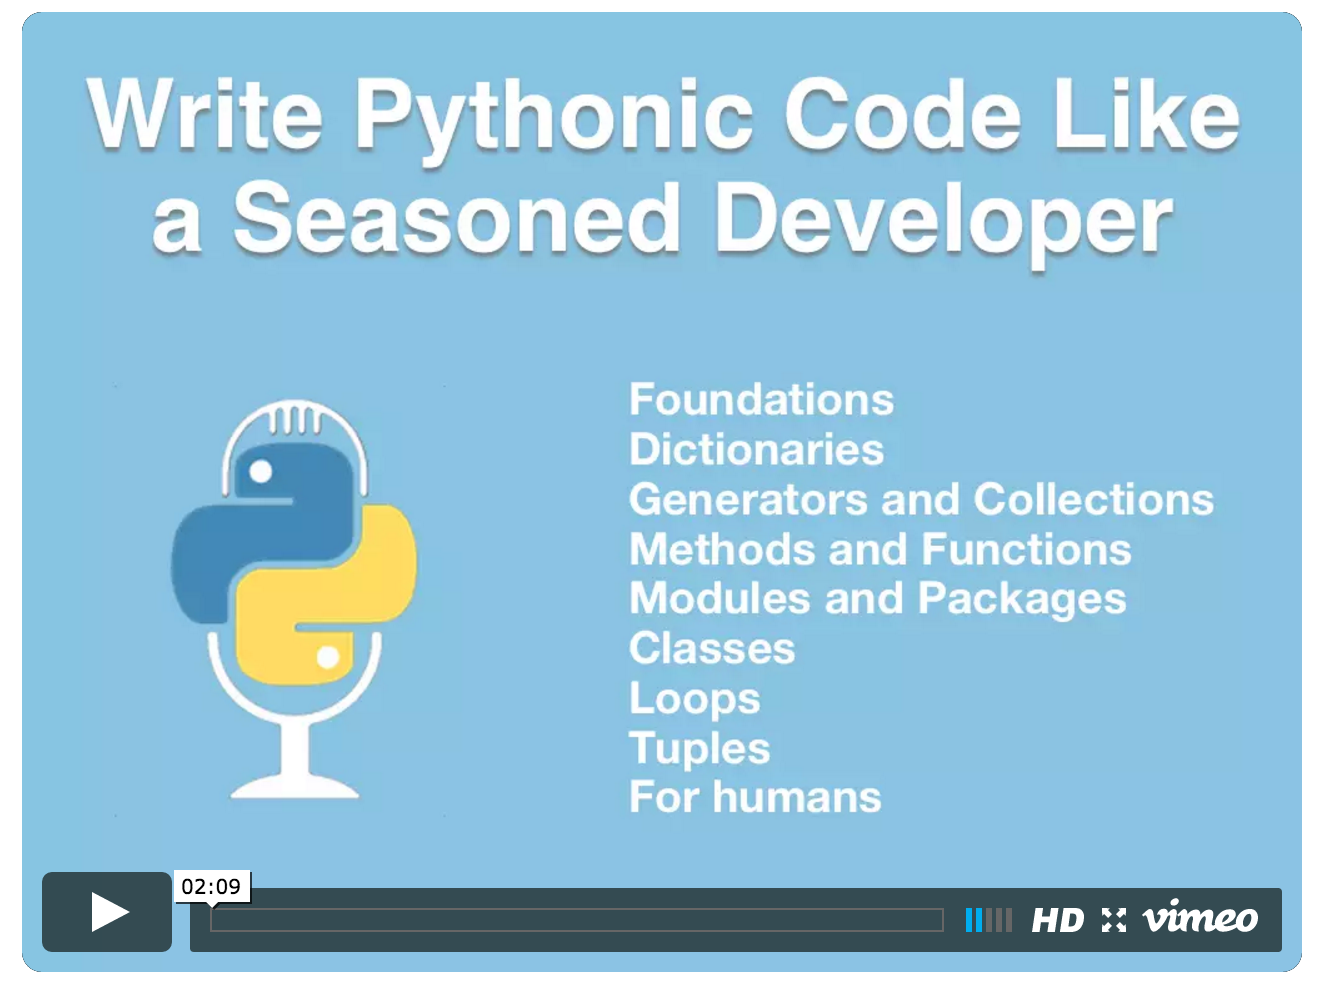 Write Pythonic Code Like
a Seasoned Developer
Foundations
Dictionaries
Generators and Collections
Methods and Functions
Modules and Packages
Classes
Loops
Tuples
For humans
02:09
HD vimeo